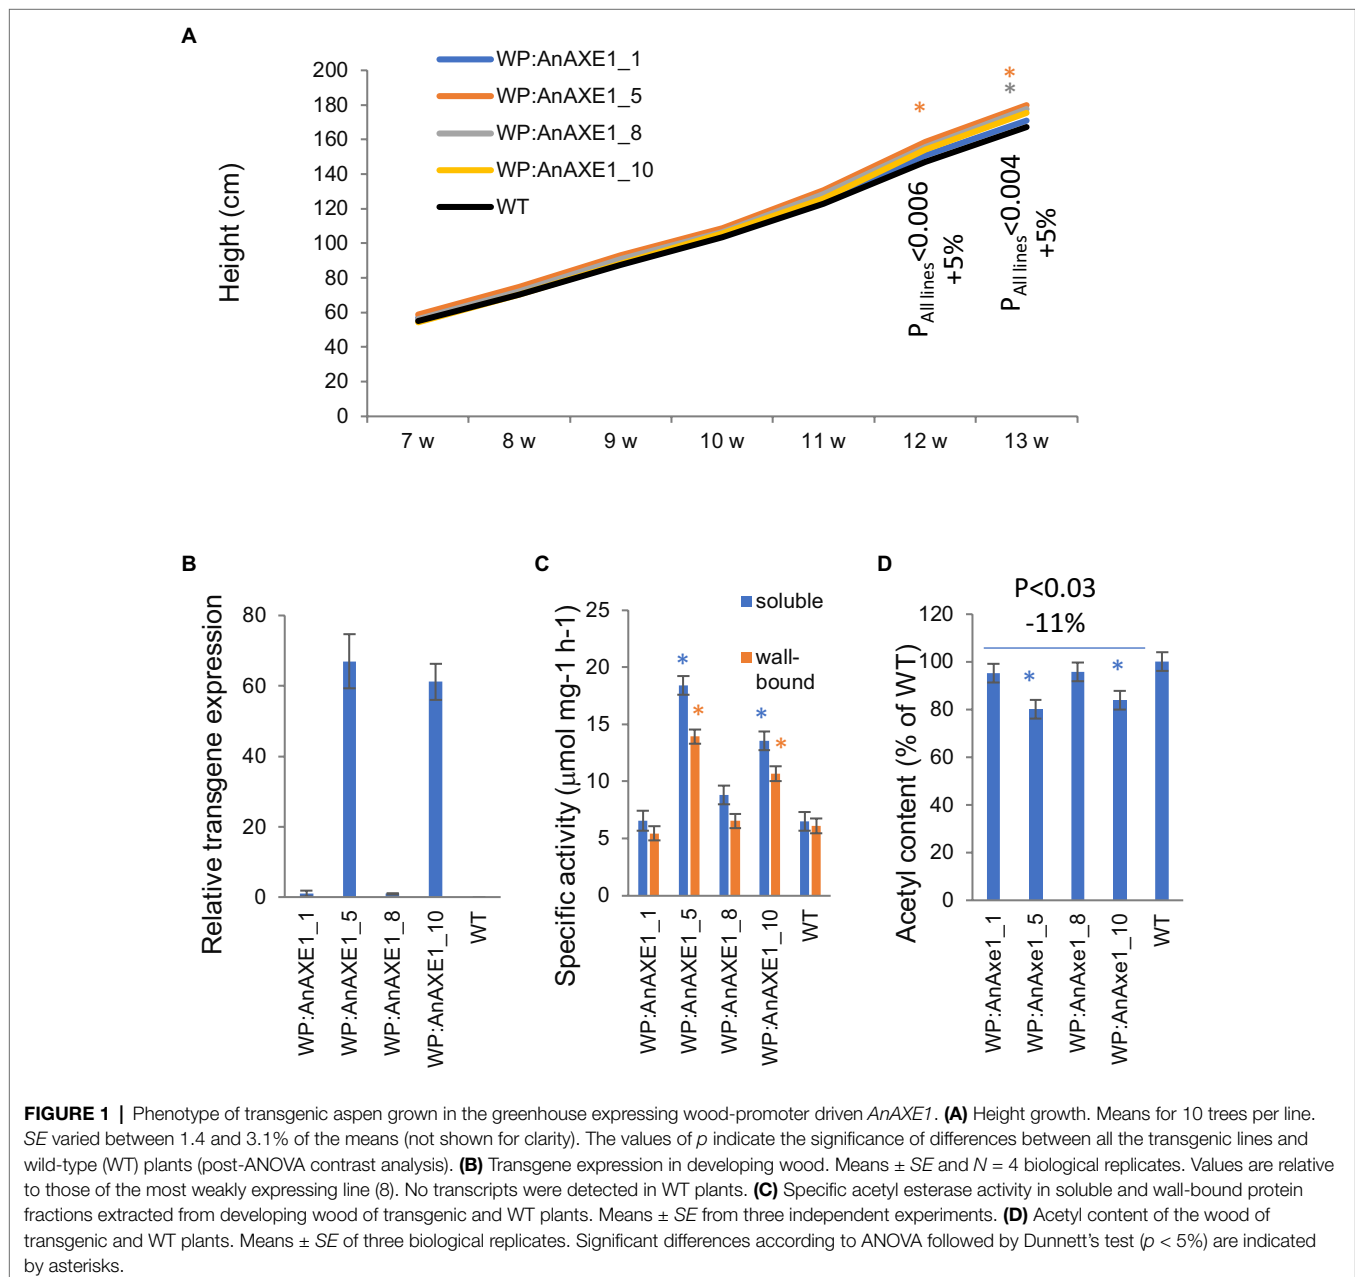 A
WP:AnAXE1_1
WP:AnAXE1_5
WP:AnAXE1_8
WP:AnAXE1_10
WT
Height (cm)
200
180
160
140
120
100
80
60
40
20
0
7 w 8 w 9 w 10 w 11 w 12 w 13 w
*
*
*
PAll lines<0.006
+5%
PAll lines<0.004
+5%
B
Relative transgene expression
80
60
40
20
0
WP:AnAXE1_1
WP:AnAXE1_5
WP:AnAXE1_8
WP:AnAXE1_10
WT
C
soluble
wall-
bound
Specific activity (μmol mg-1 h-1)
25
20
15
10
5
0
*
*
*
*
WP:AnAXE1_1
WP:AnAXE1_5
WP:AnAXE1_8
WP:AnAXE1_10
WT
D
P<0.03
-11%
Acetyl content (% of WT)
120
100
80
60
40
20
0
*
*
WP:AnAxe1_1
WP:AnAxe1_5
WP:AnAxe1_8
WP:AnAxe1_10
WT
FIGURE 1 | Phenotype of transgenic aspen grown in the greenhouse expressing wood-promoter driven AnAXE1. (A) Height growth. Means for 10 trees per line.
SE varied between 1.4 and 3.1% of the means (not shown for clarity). The values of p indicate the significance of differences between all the transgenic lines and
wild-type (WT) plants (post-ANOVA contrast analysis). (B) Transgene expression in developing wood. Means ± SE and N = 4 biological replicates. Values are relative
to those of the most weakly expressing line (8). No transcripts were detected in WT plants. (C) Specific acetyl esterase activity in soluble and wall-bound protein
fractions extracted from developing wood of transgenic and WT plants. Means ± SE from three independent experiments. (D) Acetyl content of the wood of
transgenic and WT plants. Means ± SE of three biological replicates. Significant differences according to ANOVA followed by Dunnett's test (p < 5%) are indicated
by asterisks.